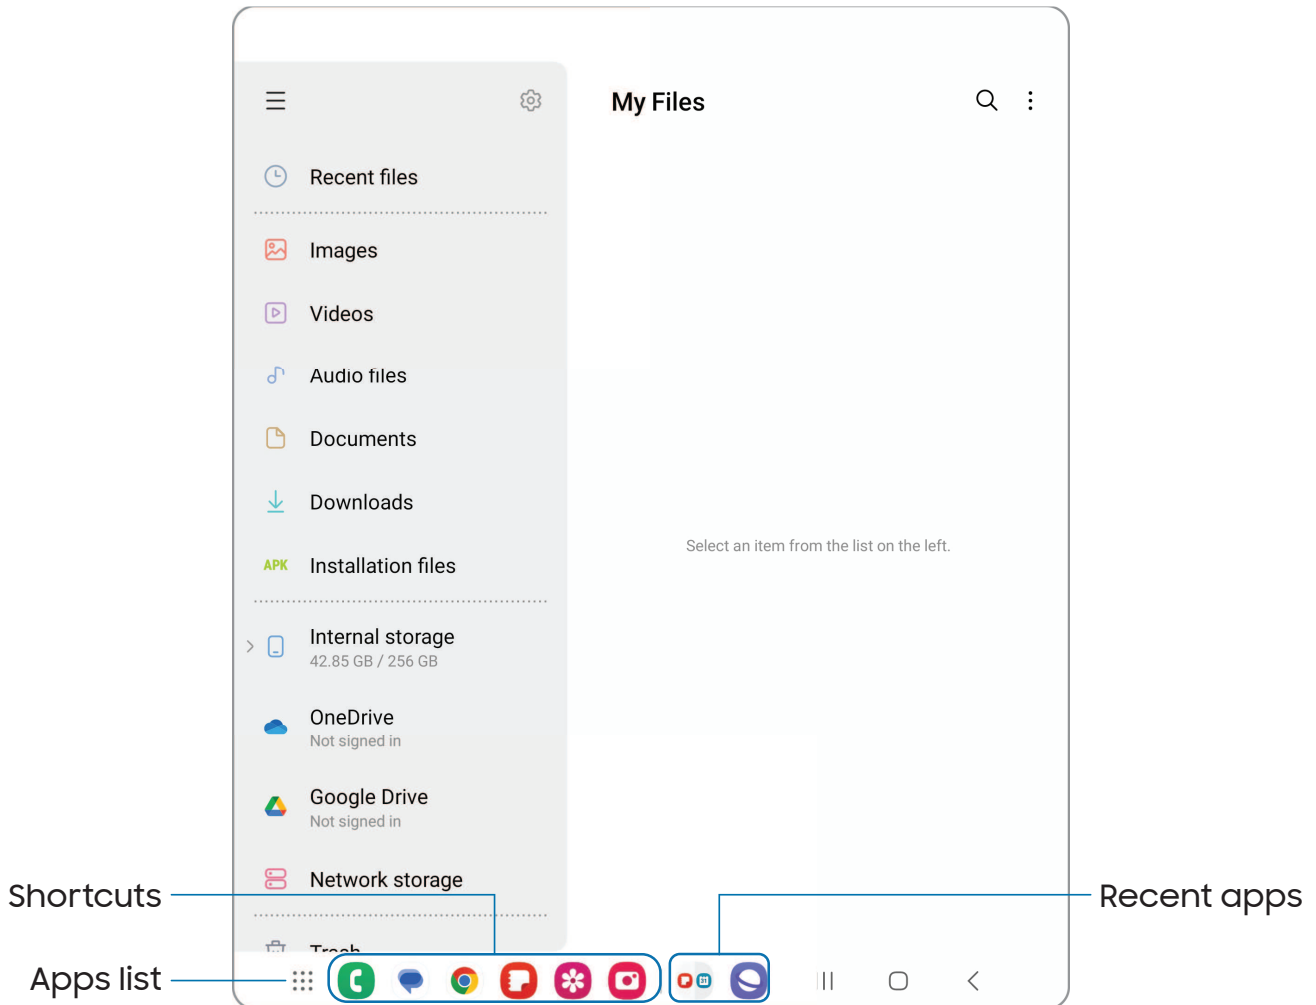 My Files
Recent files
Images
Videos
Audio files
Documents
Downloads
APK Installation files
Select an item from the list on the left.
Internal storage
42.85 GB / 256 GB
OneDrive
Not signed in
Google Drive
Not signed in
Network storage
Shortcuts
Recent apps
Trash
Apps list
31